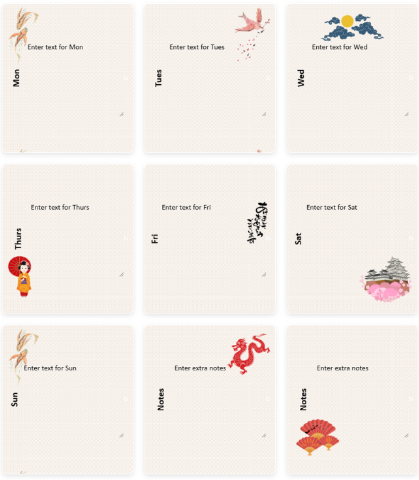 Enter text for Mon
Mon
Enter text for Tues
Tues
Enter text for Wed
Wed
Enter text for Thurs
Thurs
Enter text for Fri
Fri
Enter text for Sat
Sat
Enter text for Sun
Sun
Enter extra notes
Notes
Enter extra notes
Notes